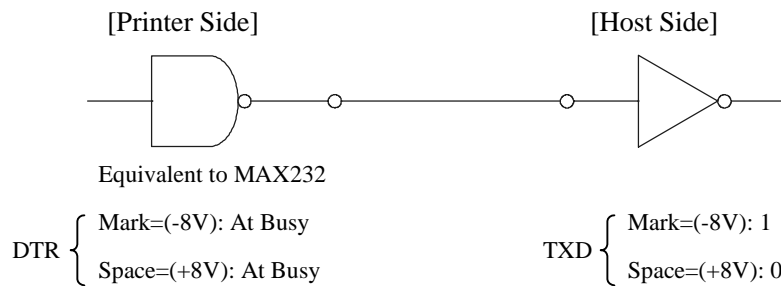 [Printer Side] [Host Side]
Equivalent to MAX232
DTR Mark=(-8V): At Busy
Space=(+8V): At Busy
TXD Mark=(-8V): 1
Space=(+8V): 0